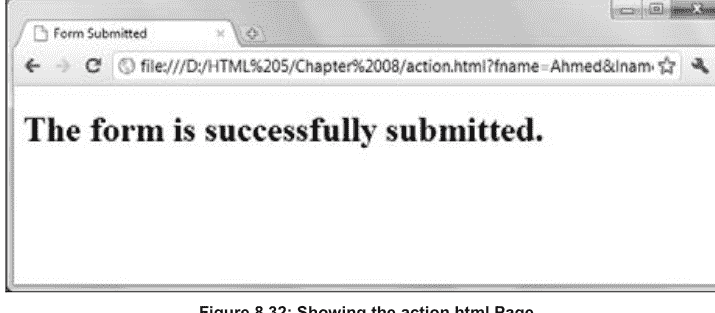 Form Submitted
file:///D:/HTML%205/Chapter%2008/action.html?fname=Ahmed&lnam
The form is successfully submitted.
Figure 8.32: Showing the action.html Page